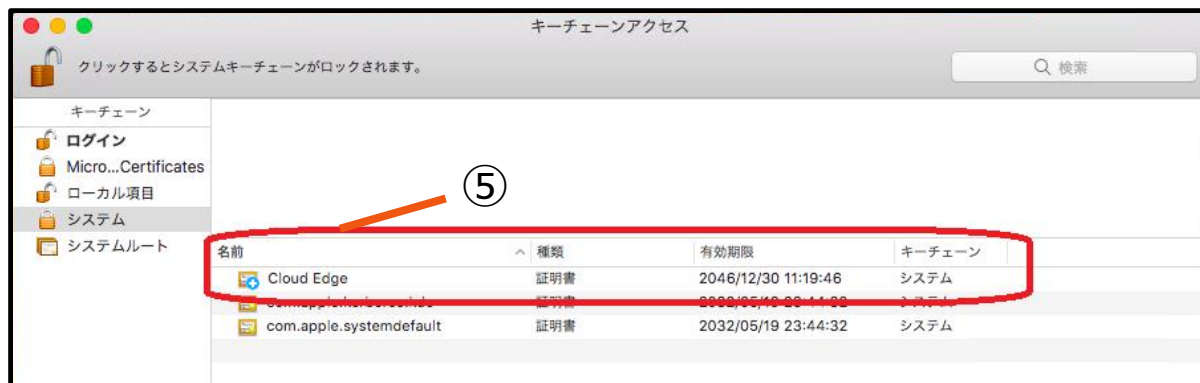 キーチェーンアクセス
クリックするとシステムキーチェーンがロックされます。
検索
キーチェーン
ログイン
Micro...Certificates
ローカル項目
システム
システムルート
⑤
名前 種類 有効期限 キーチェーン
Cloud Edge 証明書 2046/12/30 11:19:46 システム
証明書 システム
com.apple.systemdefault 証明書 2032/05/19 23:44:32 システム